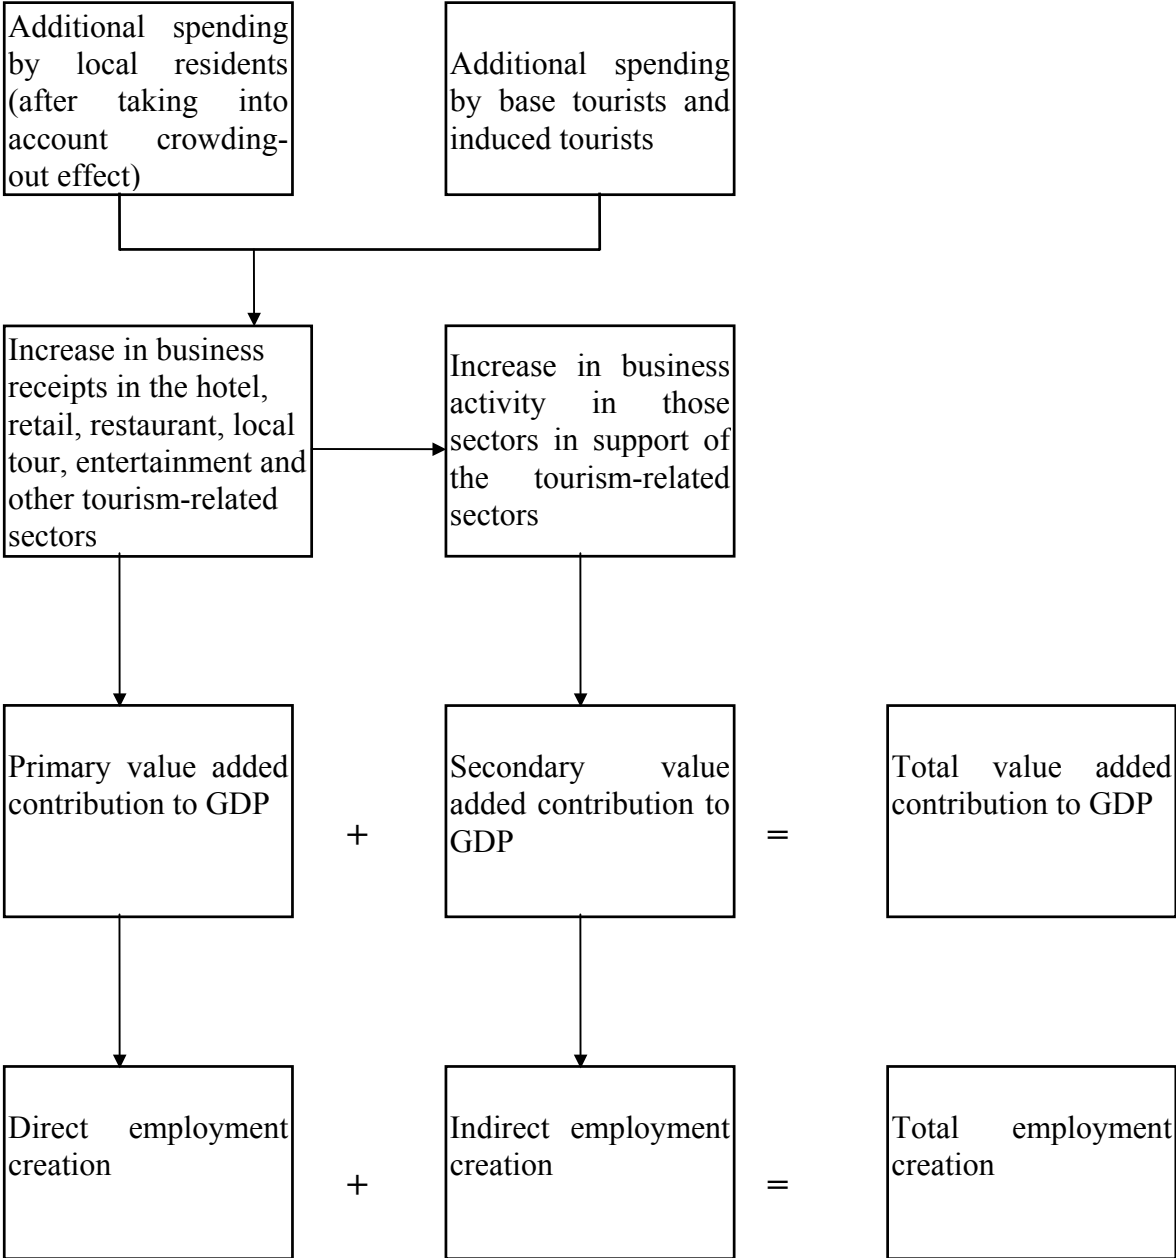 Additional spending
by local residents
(after taking into
account crowding-
out effect)
Additional spending
by base tourists and
induced tourists
Increase in business
receipts in the hotel,
retail, restaurant, local
tour, entertainment and
other tourism-related
sectors
Increase in business
activity in those
sectors in support of
the tourism-related
sectors
Primary value added
contribution to GDP
+
Secondary value
added contribution to
GDP
=
Total value added
contribution to GDP
Direct employment
creation
+
Indirect employment
creation
=
Total employment
creation